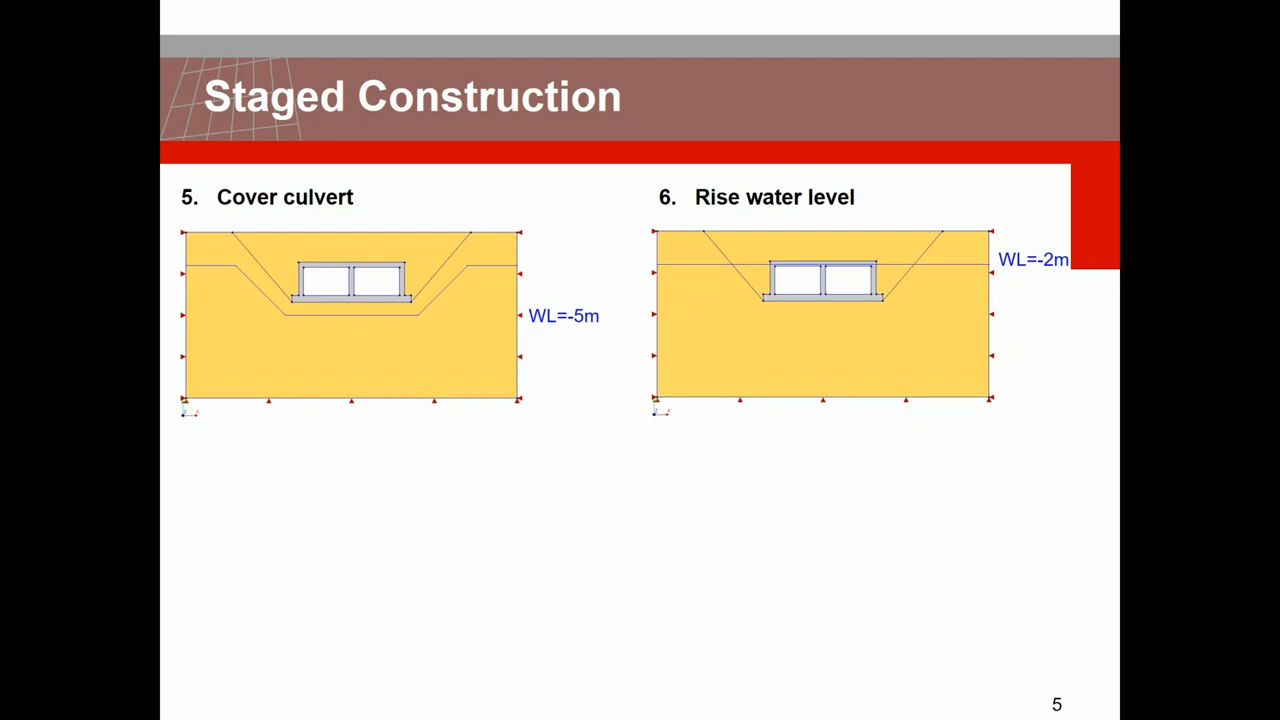 Staged Construction
5. Cover culvert
6. Rise water level
WL=-5m
WL=-2m
5